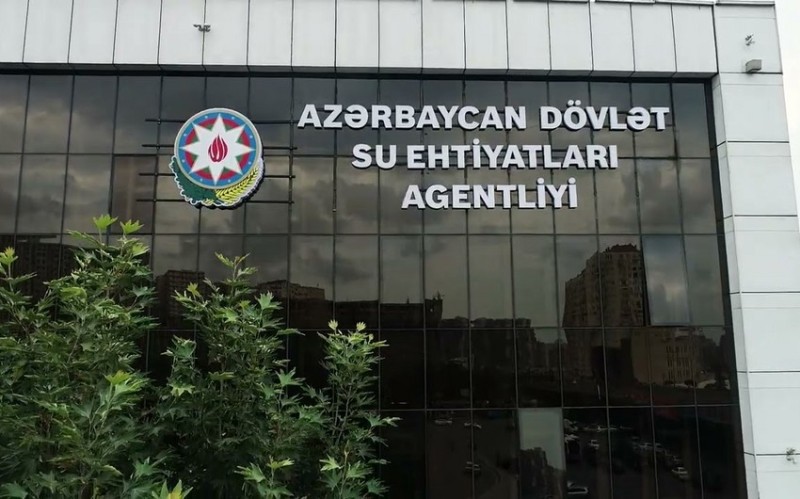 AZƏRBAYCAN DÖVLƏT
SU EHTİYATLARI
AGENTLİYİ